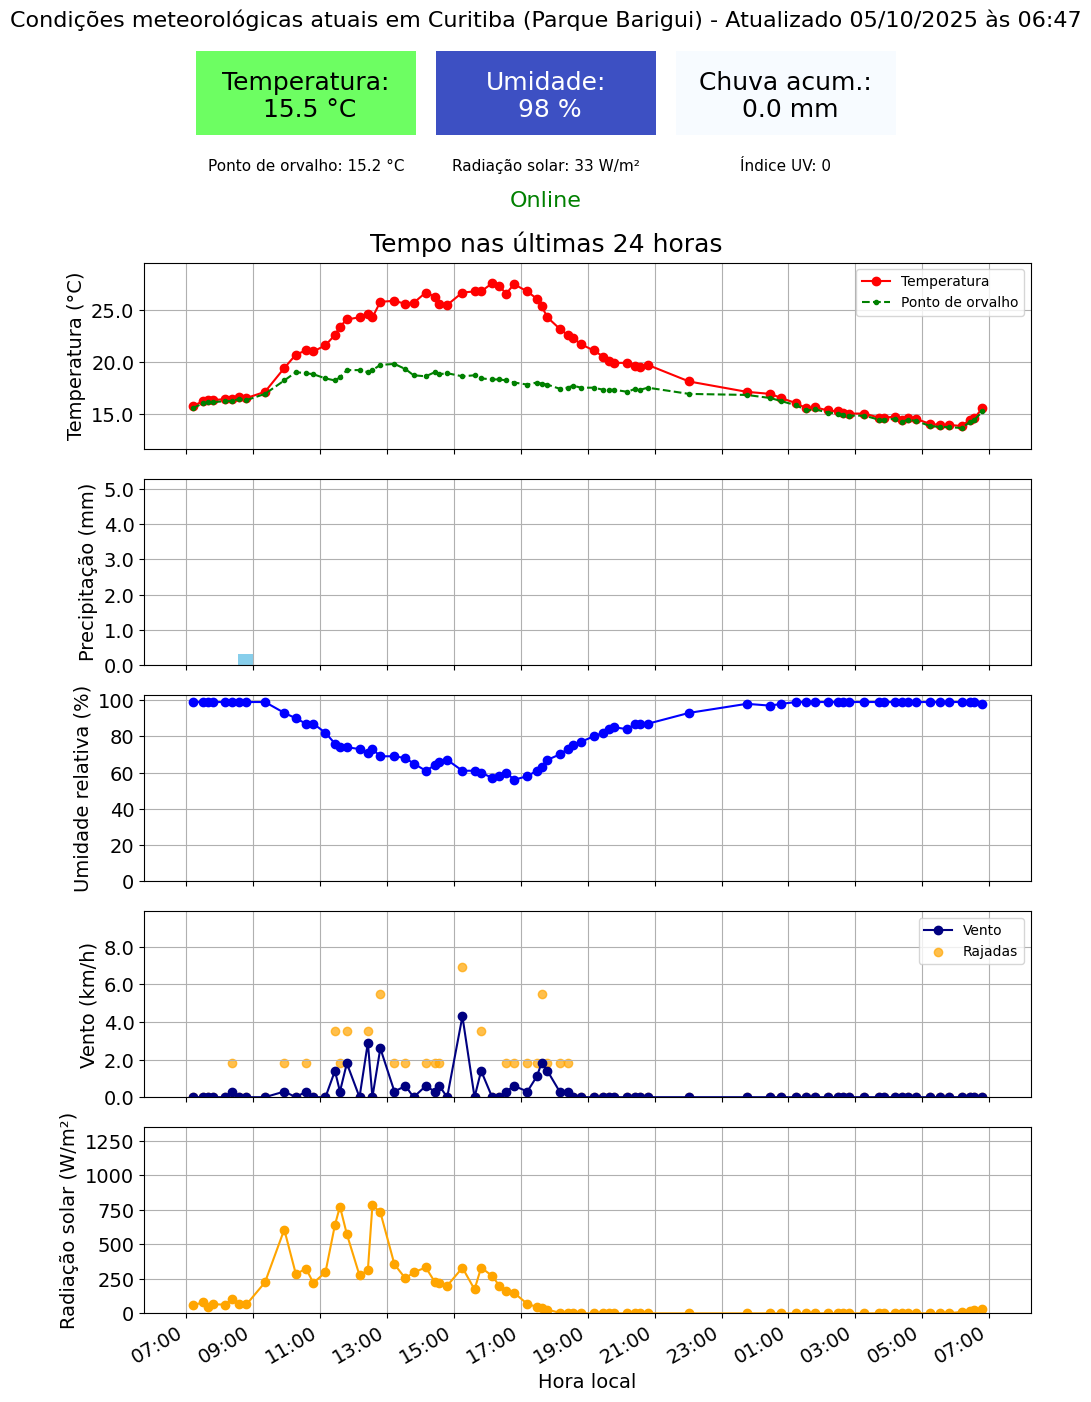 Condições meteorológicas atuais em Curitiba (Parque Barigui) - Atualizado 05/10/2025 às 06:47
Temperatura:
15.5 °C
Umidade:
98 %
Chuva acum.:
0.0 mm
Ponto de orvalho: 15.2 °C
Radiação solar: 33 W/m²
Índice UV: 0
Online
Tempo nas últimas 24 horas
Temperatura (°C)
25.0
20.0
15.0
Temperatura
Ponto de orvalho
Precipitação (mm)
5.0
4.0
3.0
2.0
1.0
0.0
Umidade relativa (%)
100
80
60
40
20
0
Vento (km/h)
8.0
6.0
4.0
2.0
0.0
Vento
Rajadas
Radiação solar (W/m²)
1250
1000
750
500
250
0
07:00
09:00
11:00
13:00
15:00
17:00
19:00
21:00
23:00
01:00
03:00
05:00
07:00
Hora local